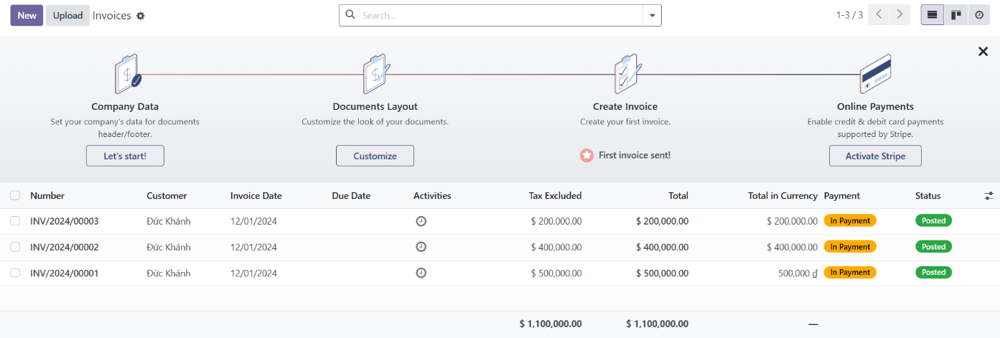 New Upload Invoices Search... 1-3 / 3
Company Data Documents Layout Create Invoice Online Payments
Set your company's data for documents Customize the look of your documents. Create your first invoice. Enable credit & debit card payments
header/footer. supported by Stripe.
Let's start! Customize First invoice sent! Activate Stripe
Number Customer Invoice Date Due Date Activities Tax Excluded Total Total in Currency Payment Status
INV/2024/00003 Đức Khánh 12/01/2024 $ 200,000.00 $ 200,000.00 $ 200,000.00 In Payment Posted
INV/2024/00002 Đức Khánh 12/01/2024 $ 400,000.00 $ 400,000.00 $ 400,000.00 In Payment Posted
INV/2024/00001 Đức Khánh 12/01/2024 $ 500,000.00 $ 500,000.00 500,000 ₫ In Payment Posted
$ 1,100,000.00 $ 1,100,000.00 —